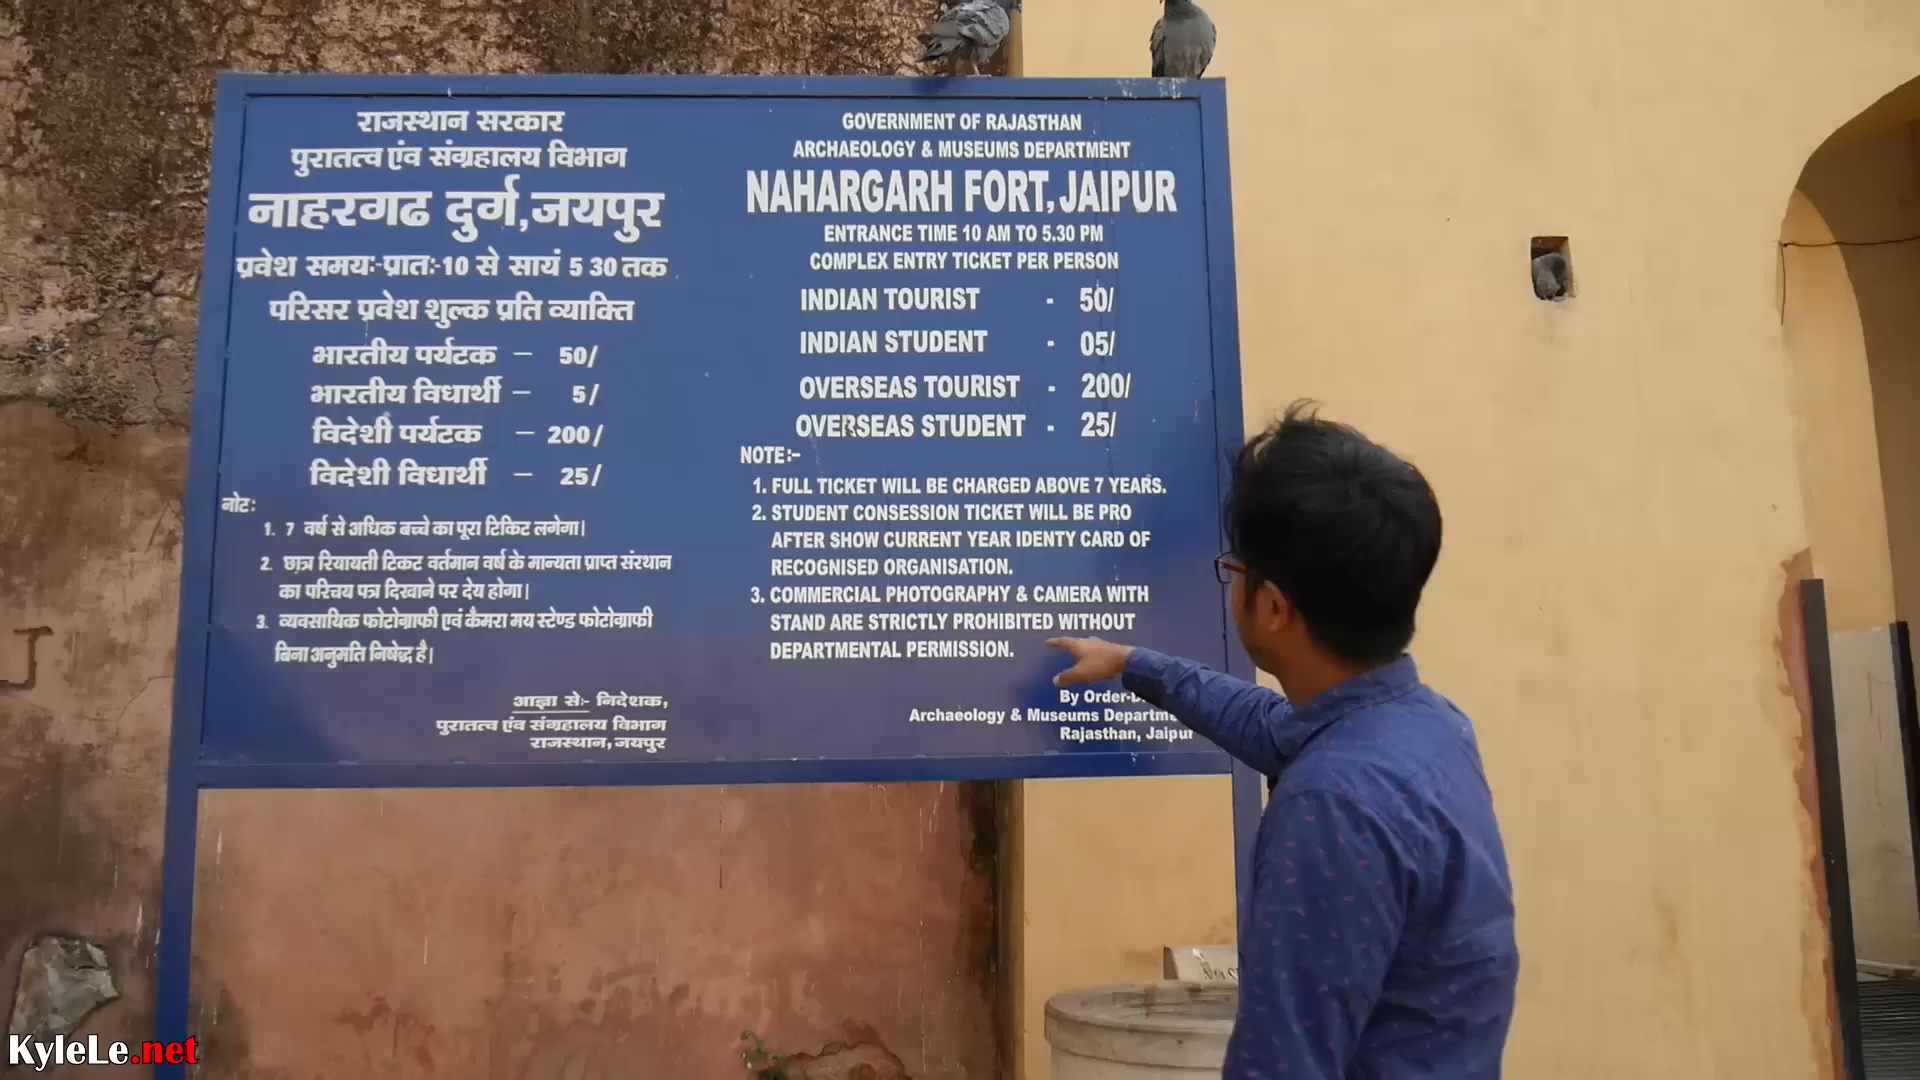 राजस्थान सरकार
पुरातत्व एंव संग्रहालय विभाग
नाहरगढ दुर्ग,जयपुर
प्रवेश समयः-प्रातः-10 से सायं 5 30 तक
परिसर प्रवेश शुल्क प्रति व्याक्ति
भारतीय पर्यटक – 50/
भारतीय विधार्थी – 5/
विदेशी पर्यटक – 200/
विदेशी विधार्थी – 25/
नोटः
1. 7 वर्ष से अधिक बच्चे का पूरा टिकिट लगेगा।
2. छात्र रियायती टिकट वर्तमान वर्ष के मान्यता प्राप्त संस्थान
का परिचय पत्र दिखाने पर देय होगा।
3. व्यवसायिक फोटोग्राफी एवं कैमरा मय स्टेण्ड फोटोग्राफी
बिना अनुमति निषेद्ध है।
आज्ञा सेः- निदेशक,
पुरातत्व एंव संग्रहालय विभाग
राजस्थान, जयपुर
GOVERNMENT OF RAJASTHAN
ARCHAEOLOGY & MUSEUMS DEPARTMENT
NAHARGARH FORT, JAIPUR
ENTRANCE TIME 10 AM TO 5.30 PM
COMPLEX ENTRY TICKET PER PERSON
INDIAN TOURIST - 50/
INDIAN STUDENT - 05/
OVERSEAS TOURIST - 200/
OVERSEAS STUDENT - 25/
NOTE:-
1. FULL TICKET WILL BE CHARGED ABOVE 7 YEARS.
2. STUDENT CONSESSION TICKET WILL BE PRO
AFTER SHOW CURRENT YEAR IDENTY CARD OF
RECOGNISED ORGANISATION.
3. COMMERCIAL PHOTOGRAPHY & CAMERA WITH
STAND ARE STRICTLY PROHIBITED WITHOUT
DEPARTMENTAL PERMISSION.
By Order-
Archaeology & Museums
Rajasthan, Jaipur
KyleLe.net